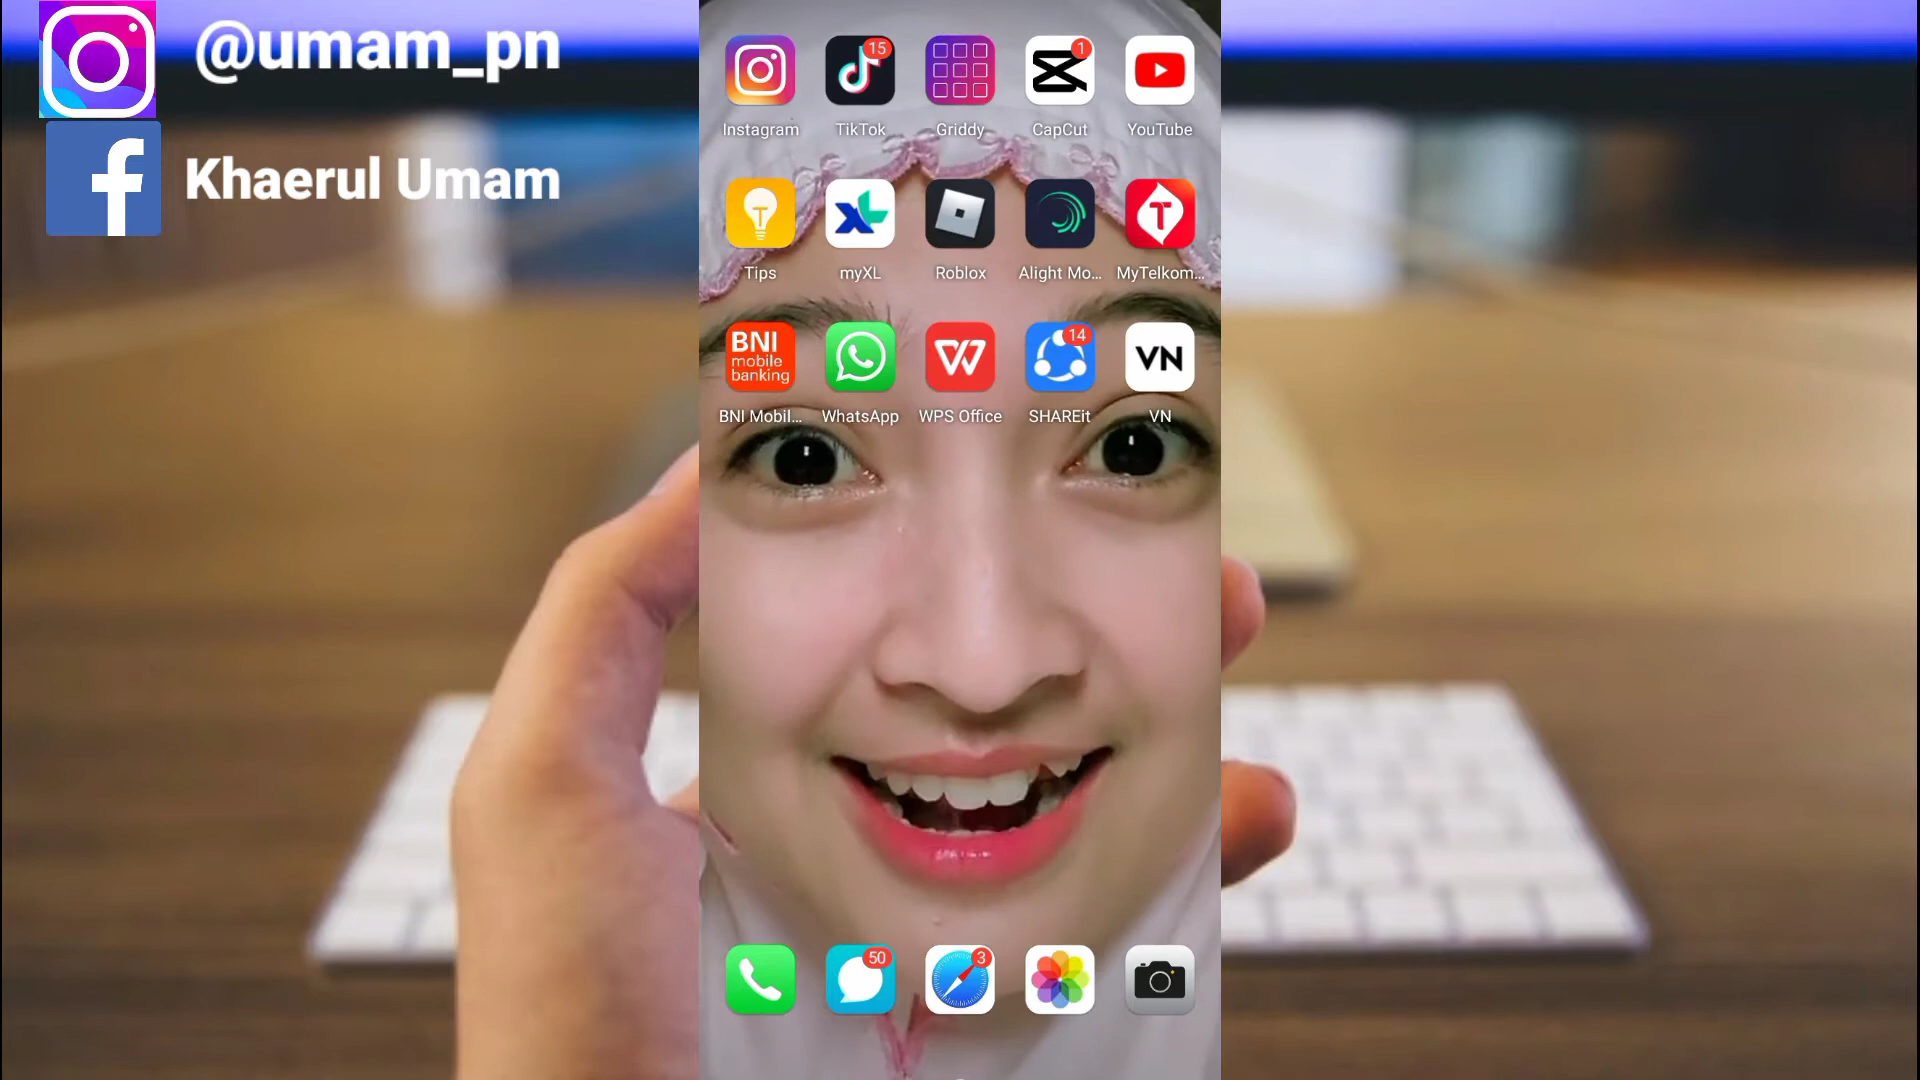 @umam_pn
Khaerul Umam
15
1
Instagram
TikTok
Griddy
CapCut
YouTube
T
XL
T
Tips
myXL
Roblox
Alight Mo...
MyTelkom...
BNI
mobile
banking
14
VN
BNI Mobil...
WhatsApp
WPS Office
SHAREit
VN
50
3